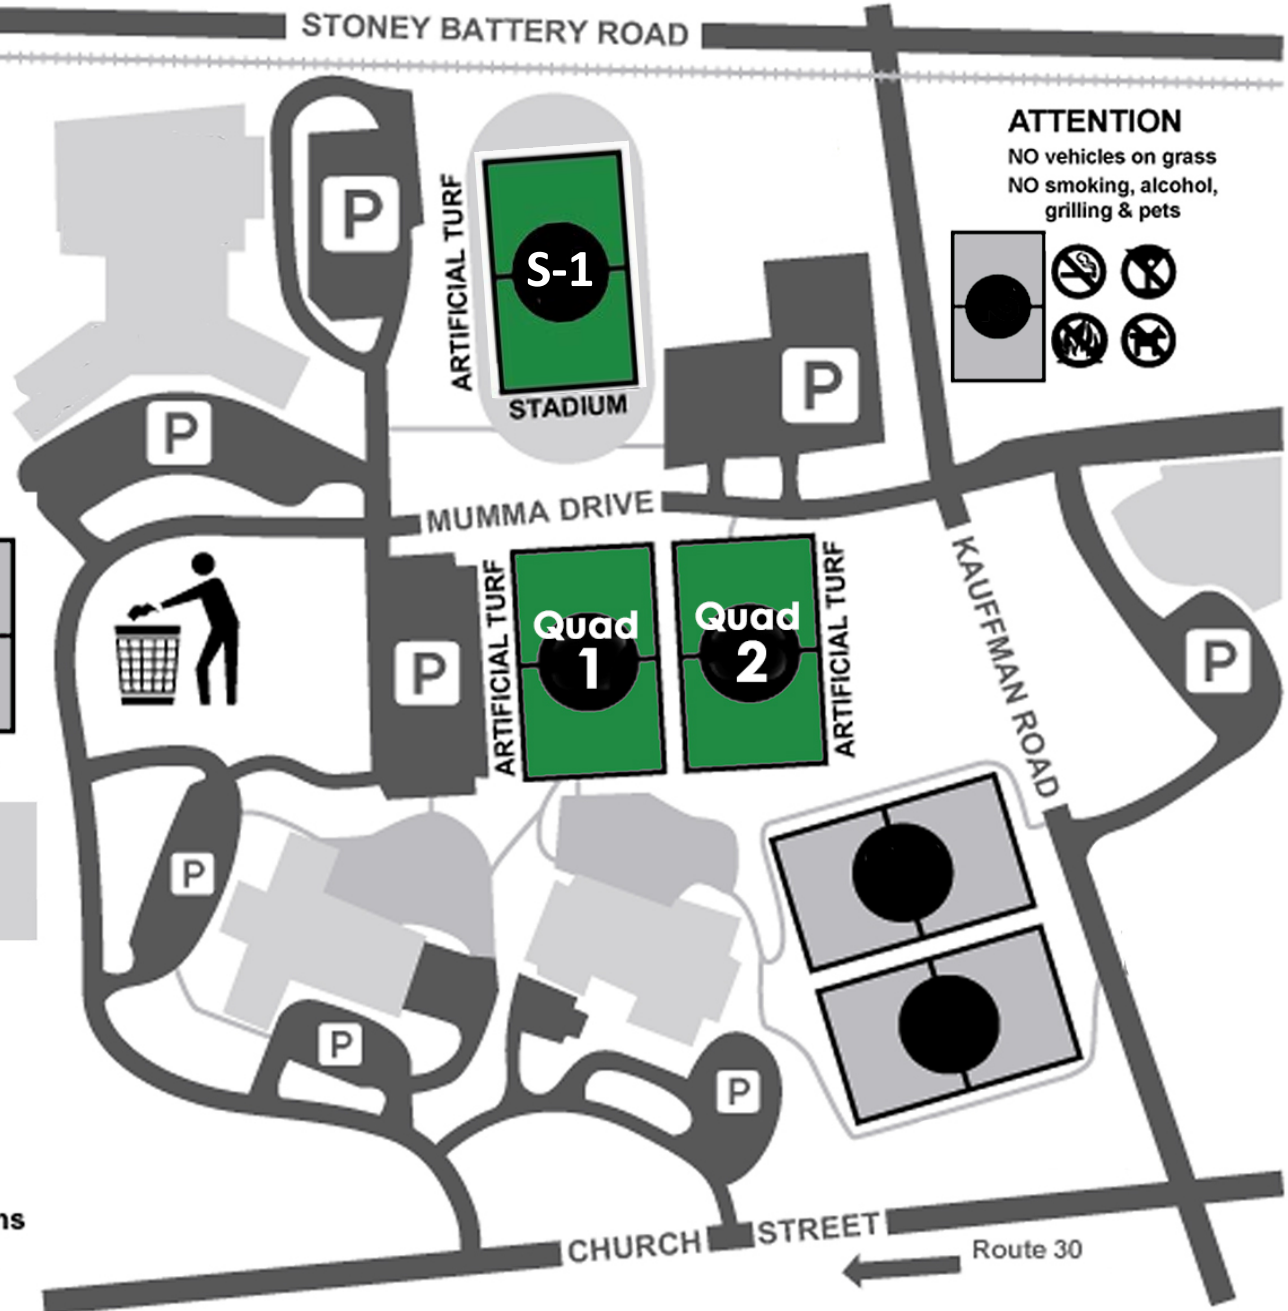 STONEY BATTERY ROAD
ATTENTION
NO vehicles on grass
NO smoking, alcohol,
grilling & pets
P
ARTIFICIAL TURF
S-1
STADIUM
P
P
MUMMA DRIVE
KAUFFMAN ROAD
P
ARTIFICIAL TURF
Quad
1
Quad
2
ARTIFICIAL TURF
P
P
P
P
ns
CHURCH STREET
Route 30